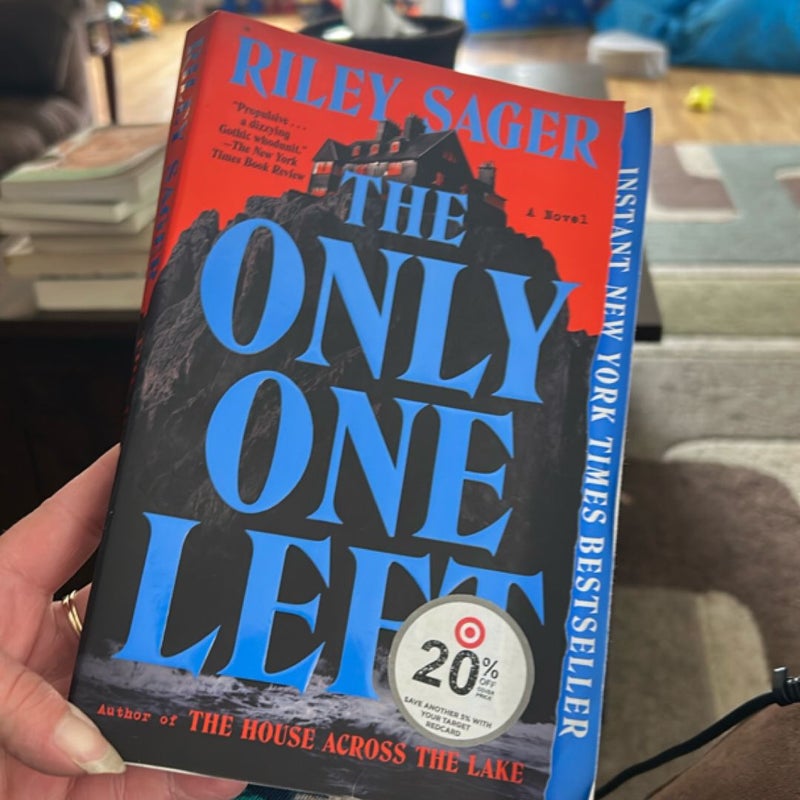 RILEY SAGER
"Propulsive . . .
a dizzying
Gothic whodunit."
—The New York
Times Book Review
A Novel
THE
ONLY
ONE
LEFT
20%
OFF
COVER
PRICE
SAVE ANOTHER 5% WITH
YOUR TARGET
REDCARD
Author of THE HOUSE ACROSS THE LAKE
INSTANT NEW YORK TIMES BESTSELLER